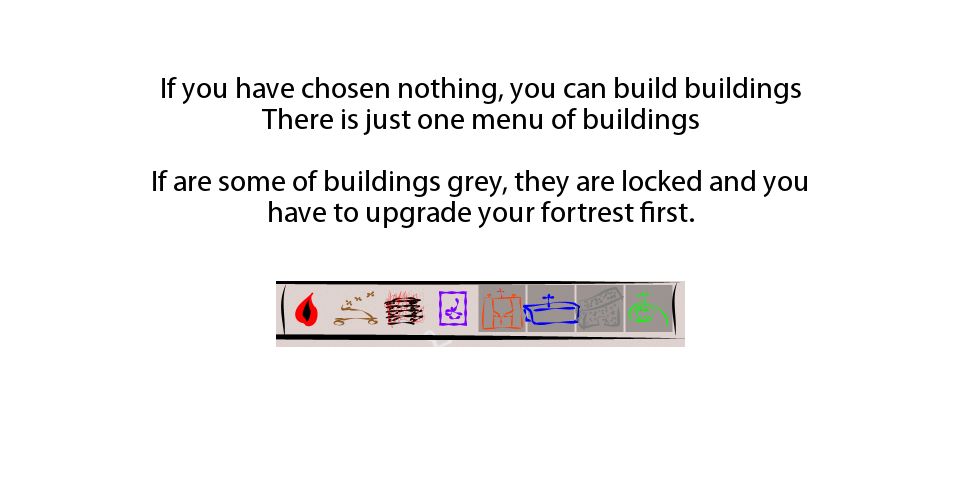 If you have chosen nothing, you can build buildings
There is just one menu of buildings
If are some of buildings grey, they are locked and you
have to upgrade your fortrest first.